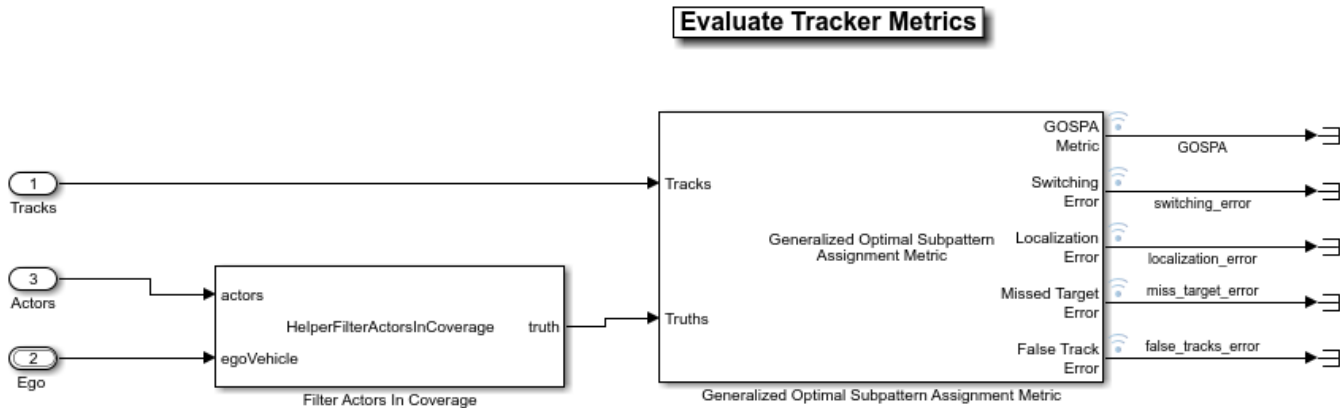 Evaluate Tracker Metrics
1
Tracks
3
Actors
2
Ego
actors
egoVehicle
HelperFilterActorsInCoverage
truth
Filter Actors In Coverage
Tracks
Truths
Generalized Optimal Subpattern
Assignment Metric
GOSPA
Metric
Switching
Error
Localization
Error
Missed Target
Error
False Track
Error
Generalized Optimal Subpattern Assignment Metric
GOSPA
switching_error
localization_error
miss_target_error
false_tracks_error